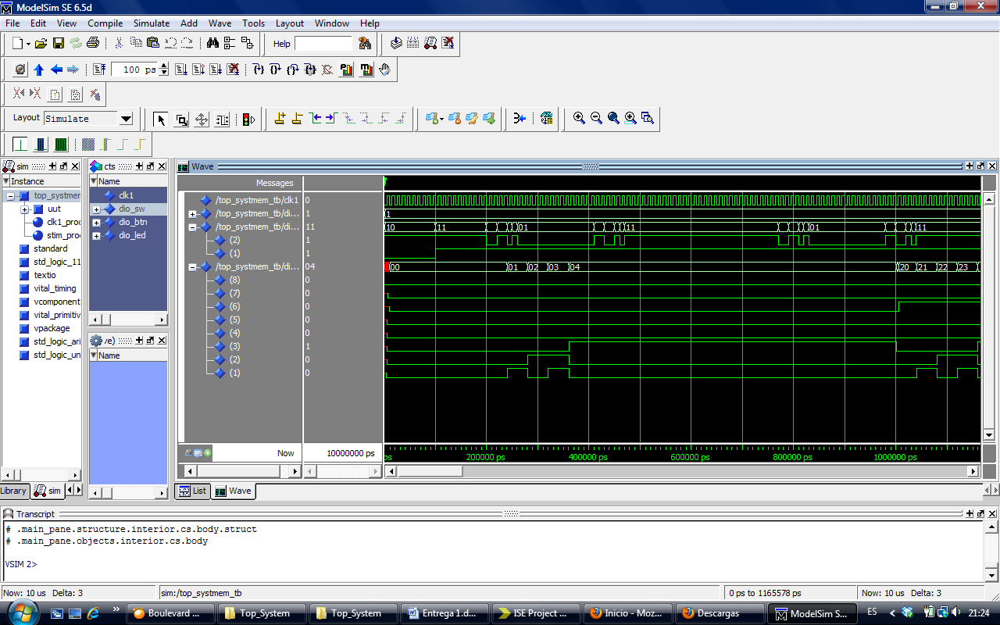 ModelSim SE 6.5d
File Edit View Compile Simulate Add Wave Tools Layout Window Help
Help
100 ps
Layout Simulate
sim
cts
Wave
Instance
Name
Messages
top_systmem
uut
clk1_proc
stim_proc
standard
std_logic_11
textio
vital_timing
vcomponent
vital_primitiv
vpackage
std_logic_ari
std_logic_un
clk1
dio_sw
dio_btn
dio_led
/ve)
Name
/top_systmem_tb/clk1 0
/top_systmem_tb/di... 1 1
/top_systmem_tb/di... 11 10 11 01 11 01 11
(2) 1
(1) 1
/top_systmem_tb/di... 04 00 01 02 03 04 20 21 22 23
(8) 0
(7) 0
(6) 0
(5) 0
(4) 0
(3) 1
(2) 0
(1) 0
Now 10000000 ps ps 200000 ps 400000 ps 600000 ps 800000 ps 1000000 ps
Library sim
List Wave
Transcript
# .main_pane.structure.interior.cs.body.struct
# .main_pane.objects.interior.cs.body
VSIM 2>
Now: 10 us Delta: 3 sim:/top_systmem_tb 0 ps to 1165578 ps Now: 10 us Delta: 3
Boulevard ... Top_System Top_System Entrega 1.d... ISE Project ... Inicio - Moz... Descargas ModelSim S... ES 21:24